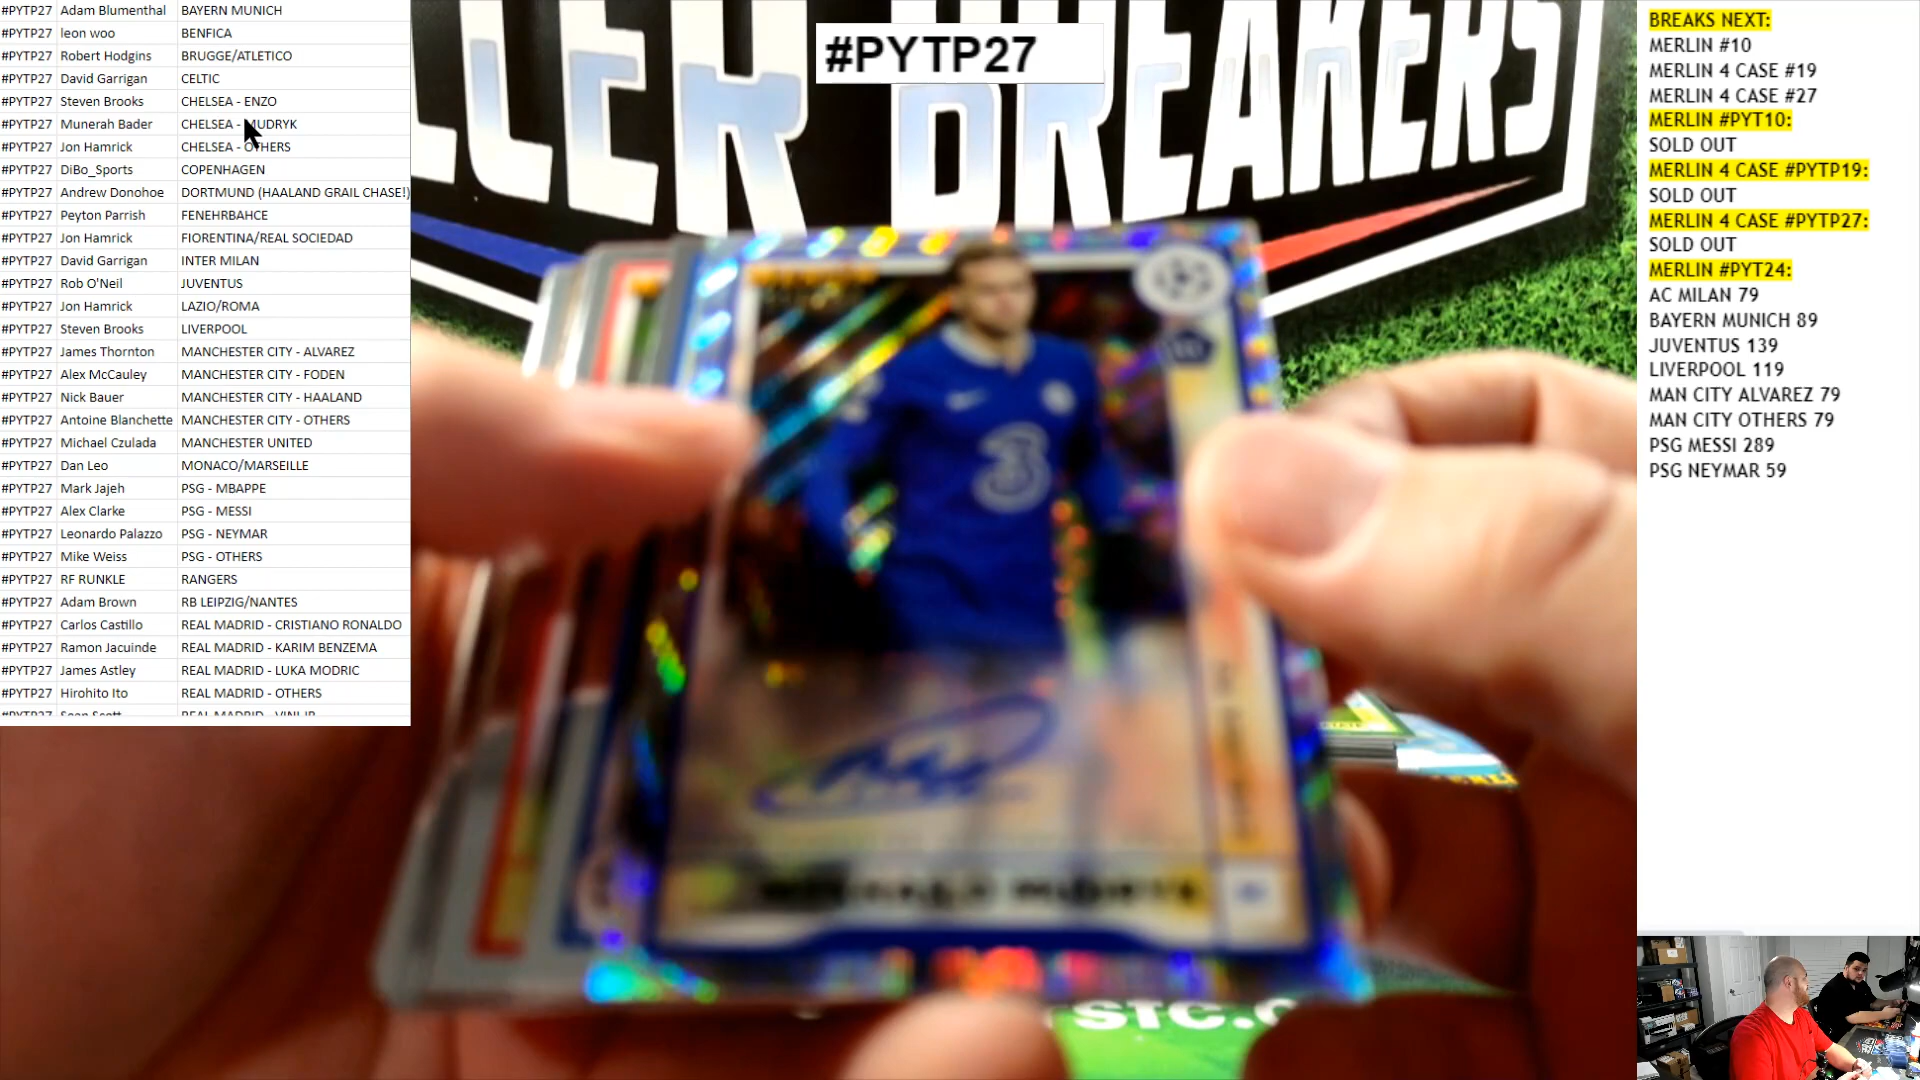 #PYTP27 Adam Blumenthal BAYERN MUNICH
#PYTP27 leon woo BENFICA
#PYTP27 Robert Hodgins BRUGGE/ATLETICO
#PYTP27 David Garrigan CELTIC
#PYTP27 Steven Brooks CHELSEA - ENZO
#PYTP27 Munerah Bader CHELSEA - MUDRYK
#PYTP27 Jon Hamrick CHELSEA - OTHERS
#PYTP27 DiBo_Sports COPENHAGEN
#PYTP27 Andrew Donohoe DORTMUND (HAALAND GRAIL CHASE!)
#PYTP27 Peyton Parrish FENEHRBAHCE
#PYTP27 Jon Hamrick FIORENTINA/REAL SOCIEDAD
#PYTP27 David Garrigan INTER MILAN
#PYTP27 Rob O'Neil JUVENTUS
#PYTP27 Jon Hamrick LAZIO/ROMA
#PYTP27 Steven Brooks LIVERPOOL
#PYTP27 James Thornton MANCHESTER CITY - ALVAREZ
#PYTP27 Alex McCauley MANCHESTER CITY - FODEN
#PYTP27 Nick Bauer MANCHESTER CITY - HAALAND
#PYTP27 Antoine Blanchette MANCHESTER CITY - OTHERS
#PYTP27 Michael Czulada MANCHESTER UNITED
#PYTP27 Dan Leo MONACO/MARSEILLE
#PYTP27 Mark Jajeh PSG - MBAPPE
#PYTP27 Alex Clarke PSG - MESSI
#PYTP27 Leonardo Palazzo PSG - NEYMAR
#PYTP27 Mike Weiss PSG - OTHERS
#PYTP27 RF RUNKLE RANGERS
#PYTP27 Adam Brown RB LEIPZIG/NANTES
#PYTP27 Carlos Castillo REAL MADRID - CRISTIANO RONALDO
#PYTP27 Ramon Jacuinde REAL MADRID - KARIM BENZEMA
#PYTP27 James Astley REAL MADRID - LUKA MODRIC
#PYTP27 Hirohito Ito REAL MADRID - OTHERS
#PYTP27 Sean Scott REAL MADRID - VINI JR
#PYTP27
LLER BREAKERS
3
STC.C
BREAKS NEXT:
MERLIN #10
MERLIN 4 CASE #19
MERLIN 4 CASE #27
MERLIN #PYT10:
SOLD OUT
MERLIN 4 CASE #PYTP19:
SOLD OUT
MERLIN 4 CASE #PYTP27:
SOLD OUT
MERLIN #PYT24:
AC MILAN 79
BAYERN MUNICH 89
JUVENTUS 139
LIVERPOOL 119
MAN CITY ALVAREZ 79
MAN CITY OTHERS 79
PSG MESSI 289
PSG NEYMAR 59